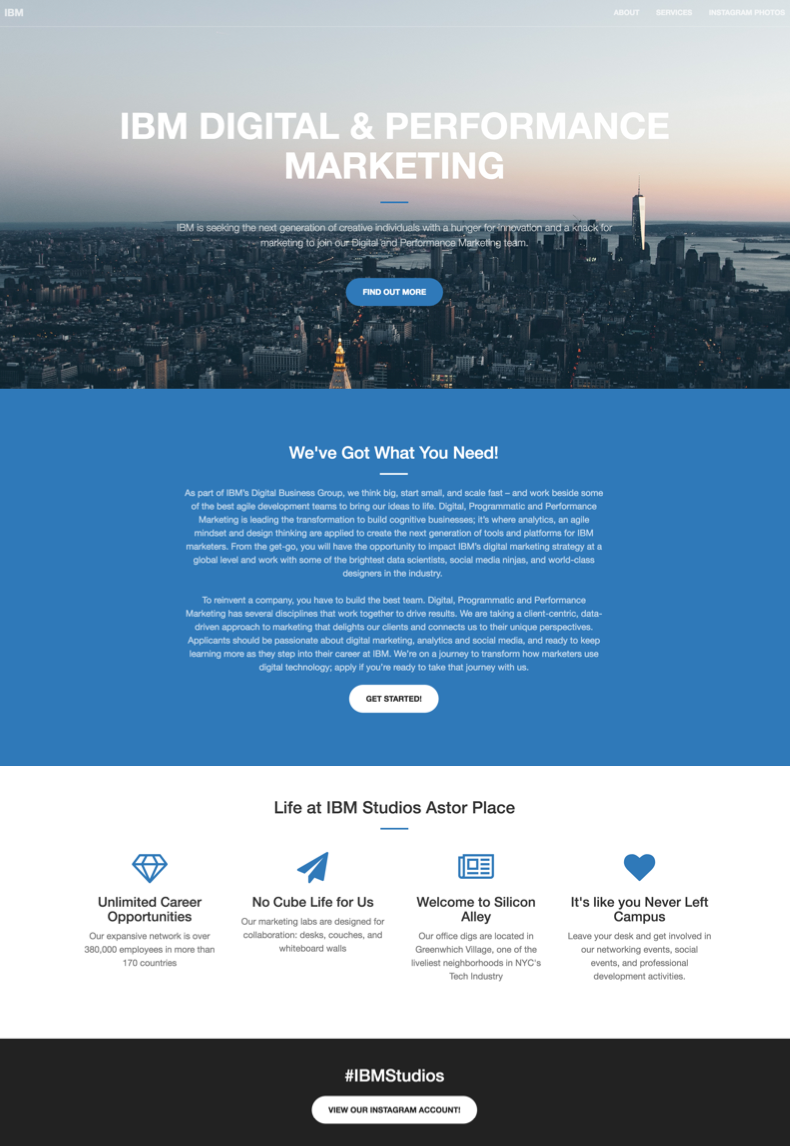 IBM
ABOUT SERVICES INSTAGRAM PHOTOS
IBM DIGITAL & PERFORMANCE
MARKETING
IBM is seeking the next generation of creative individuals with a hunger for innovation and a knack for
marketing to join our Digital and Performance Marketing team.
FIND OUT MORE
We've Got What You Need!
As part of IBM's Digital Business Group, we think big, start small, and scale fast – and work beside some
of the best agile development teams to bring our ideas to life. Digital, Programmatic and Performance
Marketing is leading the transformation to build cognitive businesses; it's where analytics, an agile
mindset and design thinking are applied to create the next generation of tools and platforms for IBM
marketers. From the get-go, you will have the opportunity to impact IBM's digital marketing strategy at a
global level and work with some of the brightest data scientists, social media ninjas, and world-class
designers in the industry.
To reinvent a company, you have to build the best team. Digital, Programmatic and Performance
Marketing has several disciplines that work together to drive results. We are taking a client-centric, data-
driven approach to marketing that delights our clients and connects us to their unique perspectives.
Applicants should be passionate about digital marketing, analytics and social media, and ready to keep
learning more as they step into their career at IBM. We're on a journey to transform how marketers use
digital technology; apply if you're ready to take that journey with us.
GET STARTED!
Life at IBM Studios Astor Place
Unlimited Career
Opportunities
Our expansive network is over
380,000 employees in more than
170 countries
No Cube Life for Us
Our marketing labs are designed for
collaboration: desks, couches, and
whiteboard walls
Welcome to Silicon
Alley
Our office digs are located in
Greenwhich Village, one of the
liveliest neighborhoods in NYC's
Tech Industry
It's like you Never Left
Campus
Leave your desk and get involved in
our networking events, social
events, and professional
development activities.
#IBMStudios
VIEW OUR INSTAGRAM ACCOUNT!